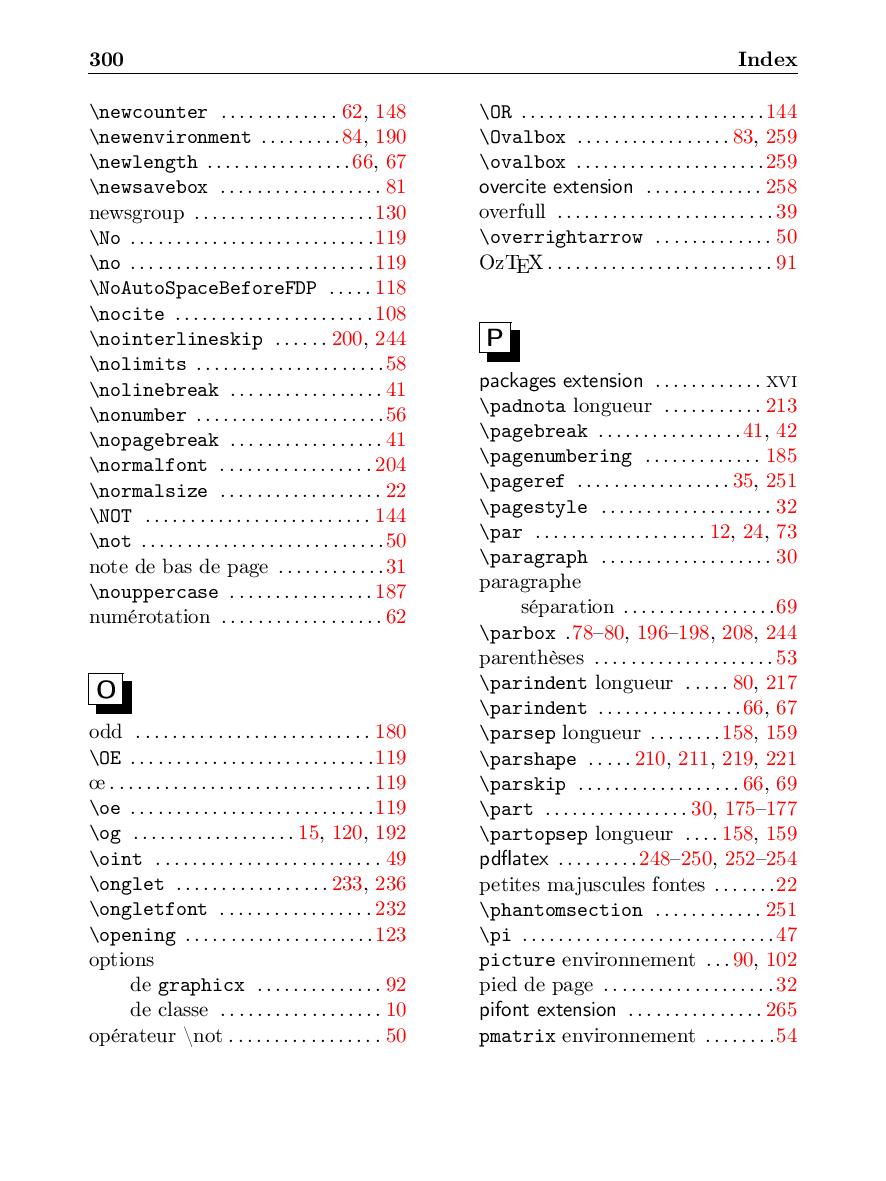 300 Index
\newcounter ............. 62, 148
\newenvironment ......... 84, 190
\newlength ................ 66, 67
\newsavebox .................. 81
newsgroup .................... 130
\No ........................... 119
\no ........................... 119
\NoAutoSpaceBeforeFDP ..... 118
\nocite ...................... 108
\nointerlineskip ...... 200, 244
\nolimits ..................... 58
\nolinebreak ................. 41
\nonumber ..................... 56
\nopagebreak ................. 41
\normalfont ................. 204
\normalsize .................. 22
\NOT ......................... 144
\not ........................... 50
note de bas de page ............ 31
\nouppercase ................ 187
numérotation .................. 62
O
odd .......................... 180
\OE ........................... 119
œ ............................. 119
\oe ........................... 119
\og .................. 15, 120, 192
\oint ......................... 49
\onglet ................. 233, 236
\ongletfont ................. 232
\opening ..................... 123
options
de graphicx .............. 92
de classe .................. 10
opérateur \not ................. 50
\OR ........................... 144
\Ovalbox ................. 83, 259
\ovalbox ..................... 259
overcite extension ............. 258
overfull ........................ 39
\overrightarrow ............. 50
OzTEX ......................... 91
P
packages extension ............ XVI
\padnota longueur ........... 213
\pagebreak ................ 41, 42
\pagenumbering ............. 185
\pageref ................. 35, 251
\pagestyle ................... 32
\par ................... 12, 24, 73
\paragraph ................... 30
paragraphe
séparation ................. 69
\parbox . 78–80, 196–198, 208, 244
parenthèses .................... 53
\parindent longueur ..... 80, 217
\parindent ................ 66, 67
\parsep longueur ........ 158, 159
\parshape ..... 210, 211, 219, 221
\parskip .................. 66, 69
\part ................ 30, 175–177
\partopsep longueur .... 158, 159
pdflatex ......... 248–250, 252–254
petites majuscules fontes ....... 22
\phantomsection ............ 251
\pi ............................ 47
picture environnement ... 90, 102
pied de page ................... 32
pifont extension ............... 265
pmatrix environnement ........ 54